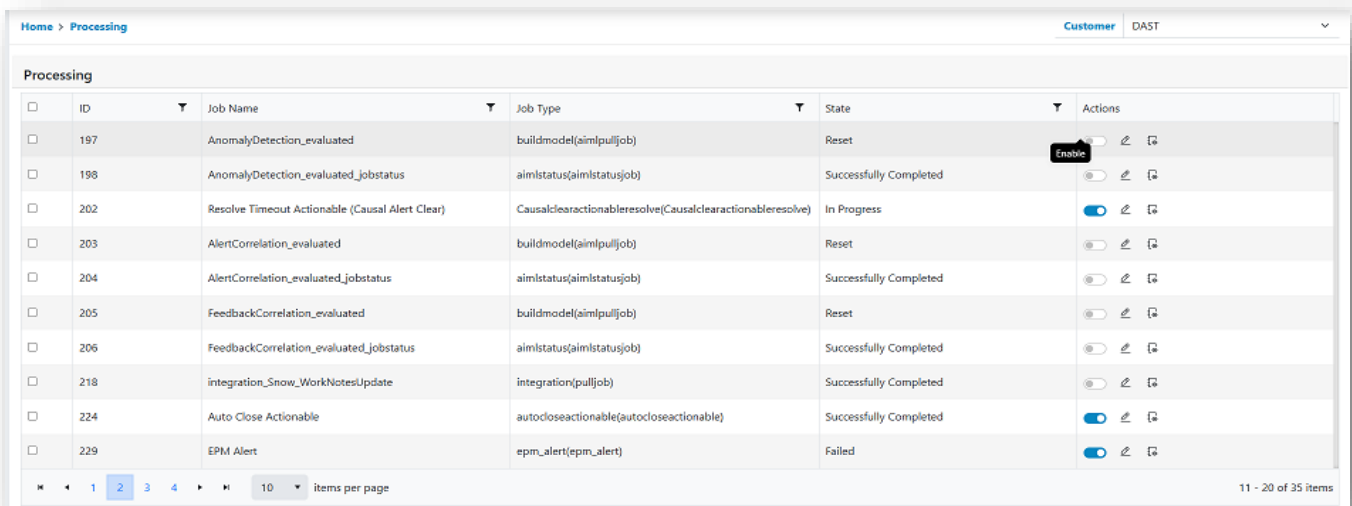 Home > Processing Customer DAST
Processing
ID Job Name Job Type State Actions
197 AnomalyDetection_evaluated buildmodel(aimlpulljob) Reset
Enable
198 AnomalyDetection_evaluated_jobstatus aimlstatus(aimlstatusjob) Successfully Completed
202 Resolve Timeout Actionable (Causal Alert Clear) Causalclearactionableresolve(Causalclearactionableresolve) In Progress
203 AlertCorrelation_evaluated buildmodel(aimlpulljob) Reset
204 AlertCorrelation_evaluated_jobstatus aimlstatus(aimlstatusjob) Successfully Completed
205 FeedbackCorrelation_evaluated buildmodel(aimlpulljob) Reset
206 FeedbackCorrelation_evaluated_jobstatus aimlstatus(aimlstatusjob) Successfully Completed
218 integration_Snow_WorkNotesUpdate integration(pulljob) Successfully Completed
224 Auto Close Actionable autocloseactionable(autocloseactionable) Successfully Completed
229 EPM Alert epm_alert(epm_alert) Failed
1 2 3 4 10 items per page 11 - 20 of 35 items